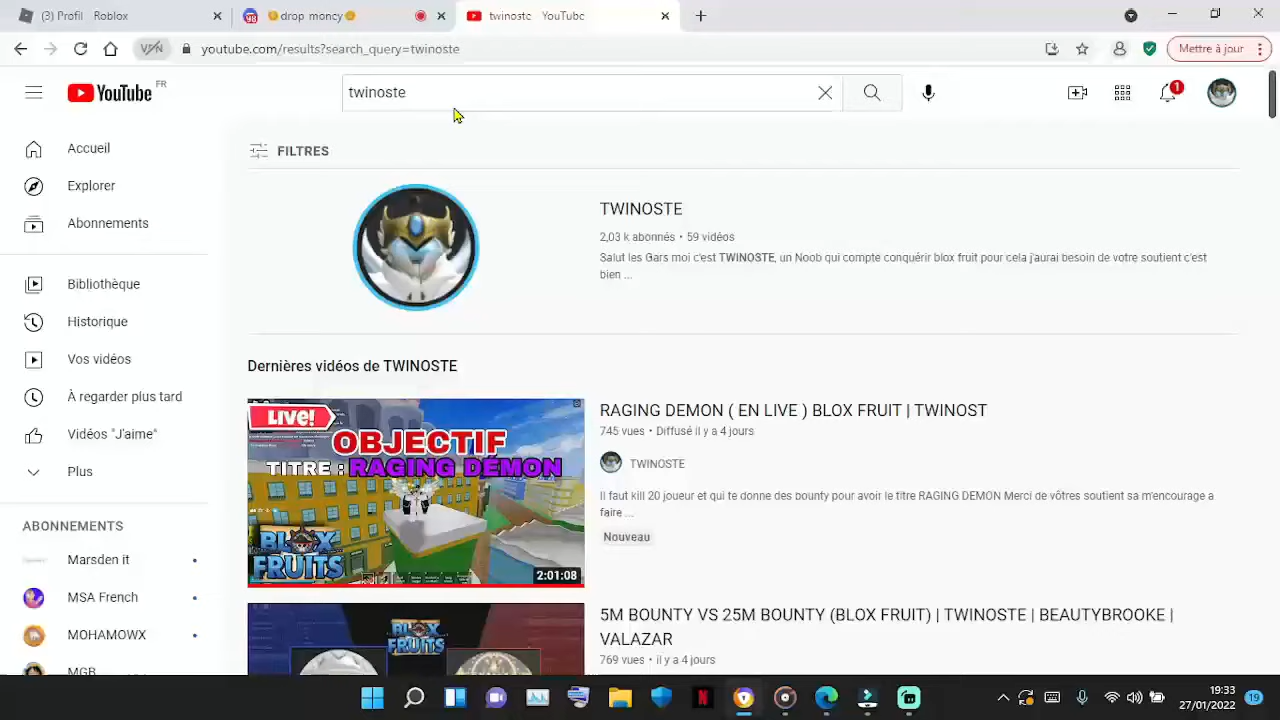 (3) Profil
money
twinoste YouTube
VPN
youtube.com/results?search_query=twinoste
Mettre à jour
YouTube FR
twinoste
1
Accueil
Explorer
Abonnements
Bibliothèque
Historique
Vos vidéos
À regarder plus tard
Vidéos "J'aime"
Plus
ABONNEMENTS
Marsden it
MSA French
MOHAMOWX
MGB
FILTRES
TWINOSTE
2,03 k abonnés • 59 vidéos
Salut les Gars moi c'est TWINOSTE, un Noob qui compte conquérir blox fruit pour cela j'aurai besoin de votre soutient c'est
bien ...
Dernières vidéos de TWINOSTE
LIVE!
OBJECTIF
TITRE : RAGING DEMON
BLOX
FRUITS
2:01:08
RAGING DEMON ( EN LIVE ) BLOX FRUIT | TWINOST
745 vues • Diffusé il y a 4 jours
TWINOSTE
Il faut kill 20 joueur et qui te donne des bounty pour avoir le titre RAGING DEMON Merci de vôtres soutient sa m'encourage a
faire ...
Nouveau
BLOX
FRUITS
5M BOUNTY VS 25M BOUNTY (BLOX FRUIT) | TWINOSTE | BEAUTYBROOKE |
VALAZAR
769 vues • il y a 4 jours
19:33
27/01/2022
19